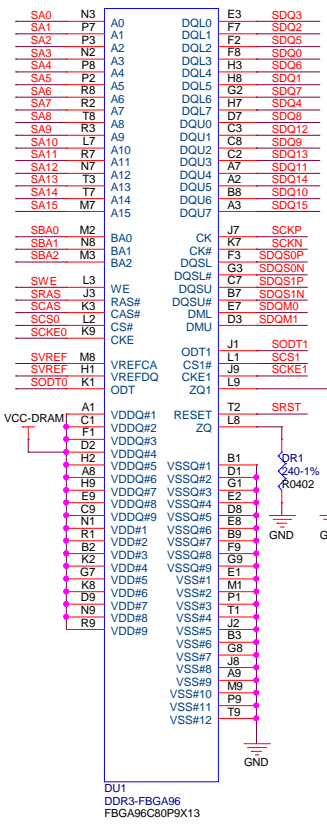 SA0 N3 A0
SA1 P7 A1
SA2 P3 A2
SA3 N2 A3
SA4 P8 A4
SA5 P2 A5
SA6 R8 A6
SA7 R2 A7
SA8 T8 A8
SA9 R3 A9
SA10 L7 A10
SA11 R7 A11
SA12 N7 A12
SA13 T3 A13
SA14 T7 A14
SA15 M7 A15
SBA0 M2 BA0
SBA1 N8 BA1
SBA2 M3 BA2
SWE L3 WE
SRAS J3 RAS#
SCAS K3 CAS#
SCS0 L2 CS#
SCKE0 K9 CKE
SVREF M8 VREFCA
SVREF H1 VREFDQ
SODT0 K1 ODT
VCC-DRAM
A1 VDDQ#1
C1 VDDQ#2
F1 VDDQ#3
D2 VDDQ#4
H2 VDDQ#5
A8 VDDQ#6
H9 VDDQ#7
E9 VDDQ#8
C9 VDDQ#9
N1 VDD#1
R1 VDD#2
B2 VDD#3
K2 VDD#4
G7 VDD#5
K8 VDD#6
D9 VDD#7
N9 VDD#8
R9 VDD#9
DQL0 E3 SDQ3
DQL1 F7 SDQ2
DQL2 F2 SDQ5
DQL3 F8 SDQ0
DQL4 H3 SDQ6
DQL5 H8 SDQ1
DQL6 G2 SDQ7
DQL7 H7 SDQ4
DQU0 D7 SDQ8
DQU1 C3 SDQ12
DQU2 C8 SDQ9
DQU3 C2 SDQ13
DQU4 A7 SDQ11
DQU5 A2 SDQ14
DQU6 B8 SDQ10
DQU7 A3 SDQ15
CK J7 SCKP
CK# K7 SCKN
DQSL F3 SDQS0P
DQSL# G3 SDQS0N
DQSU C7 SDQS1P
DQSU# B7 SDQS1N
DML E7 SDQM0
DMU D3 SDQM1
ODT1 J1 SODT1
CS1# L1 SCS1
CKE1 J9 SCKE1
ZQ1 L9
RESET T2 SRST
ZQ L8
VSSQ#1 B1
VSSQ#2 D1
VSSQ#3 G1
VSSQ#4 E2
VSSQ#5 D8
VSSQ#6 E8
VSSQ#7 B9
VSSQ#8 F9
VSSQ#9 G9
VSS#1 E1
VSS#2 M1
VSS#3 P1
VSS#4 T1
VSS#5 J2
VSS#6 B3
VSS#7 G8
VSS#8 J8
VSS#9 A9
VSS#10 M9
VSS#11 P9
VSS#12 T9
DR1
240-1%
R0402
GND
G
GND
DU1
DDR3-FBGA96
FBGA96C80P9X13